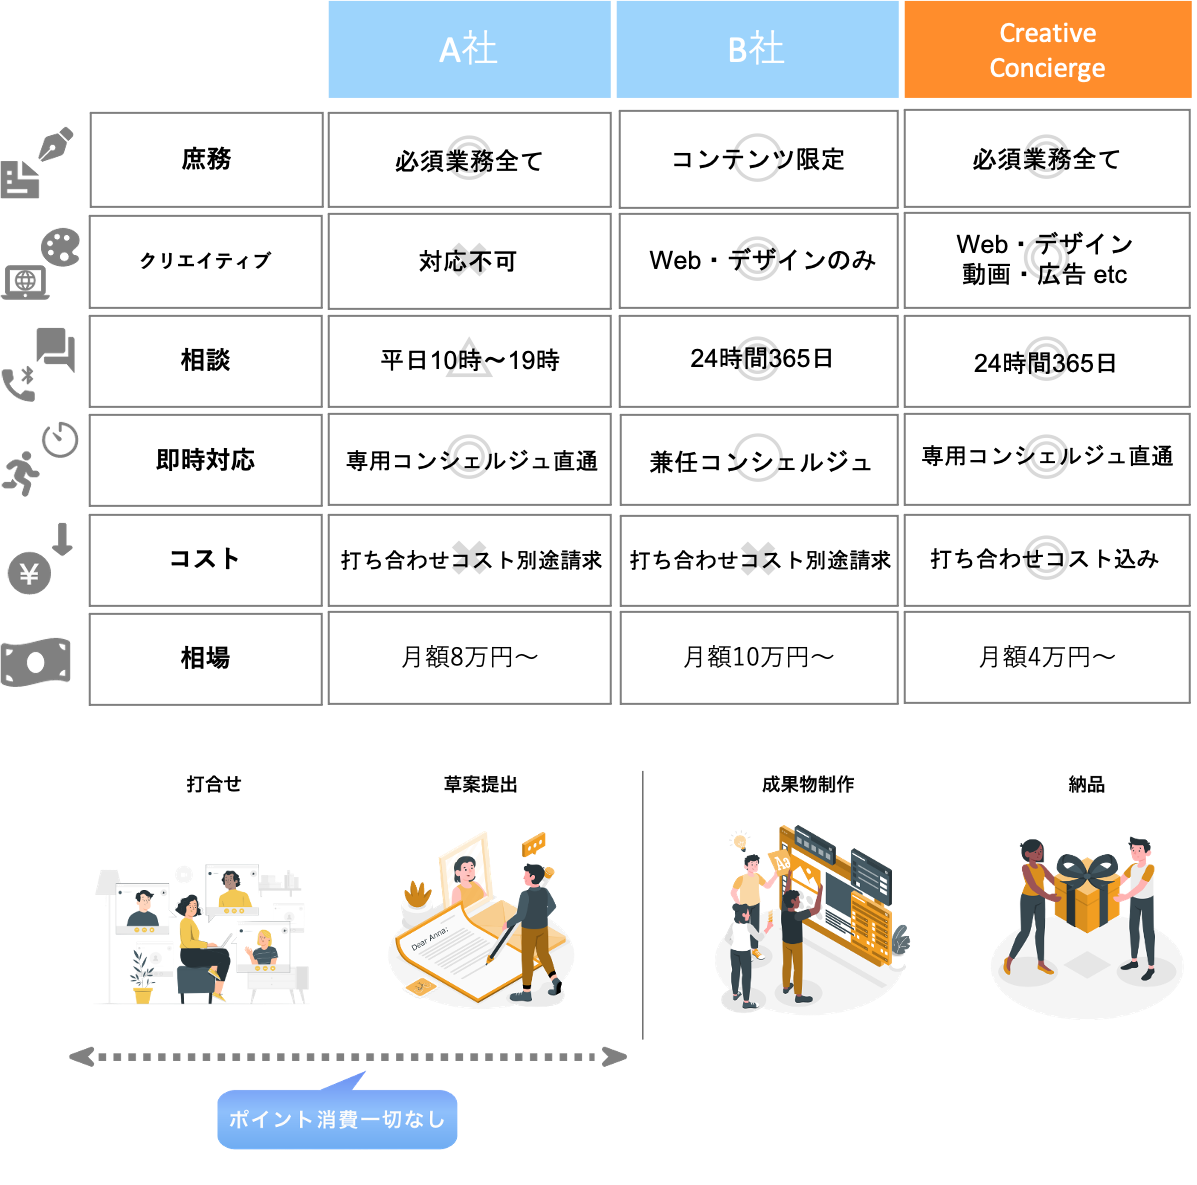 A社
B社
Creative
Concierge
庶務
必須業務全て
コンテンツ限定
必須業務全て
クリエイティブ
対応不可
Web・デザインのみ
Web・デザイン
動画・広告 etc
相談
平日10時〜19時
24時間365日
24時間365日
即時対応
専用コンシェルジュ直通
兼任コンシェルジュ
専用コンシェルジュ直通
¥
コスト
打ち合わせコスト別途請求
打ち合わせコスト別途請求
打ち合わせコスト込み
相場
月額8万円〜
月額10万円〜
月額4万円〜
打合せ
草案提出
成果物制作
納品
Dear Anna;
Aa
ポイント消費一切なし